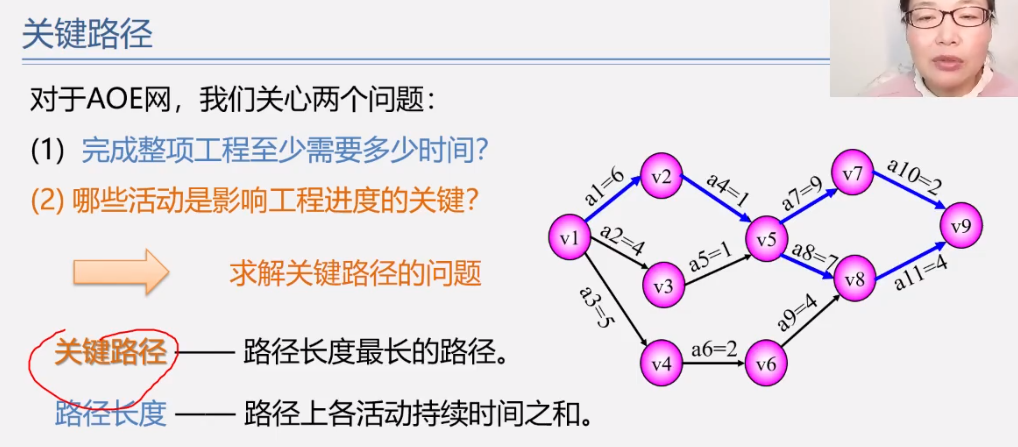 关键路径
对于AOE网，我们关心两个问题：
(1) 完成整项工程至少需要多少时间？
(2) 哪些活动是影响工程进度的关键？
求解关键路径的问题
关键路径 —— 路径长度最长的路径。
路径长度 —— 路径上各活动持续时间之和。
v1
v2
v3
v4
v5
v6
v7
v8
v9
a1=6
a2=4
a3=5
a4=1
a5=1
a6=2
a7=9
a8=7
a9=4
a10=2
a11=4